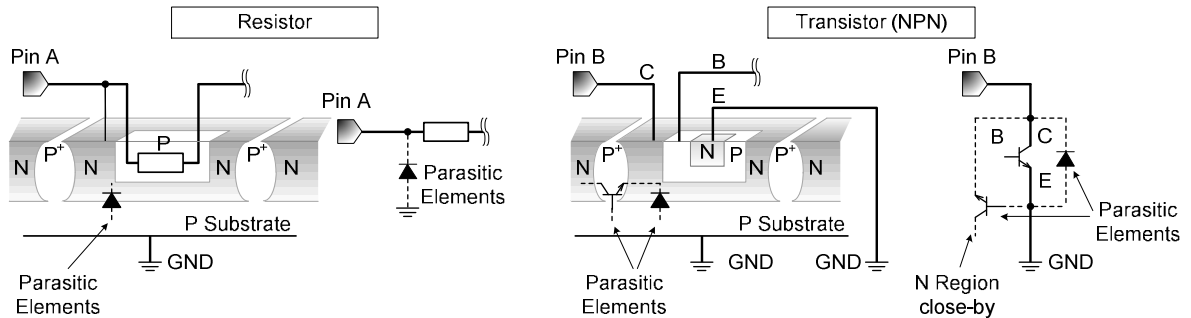 Resistor
Transistor (NPN)
Pin A
Pin A
N
P+
N
P
N
P+
N
Parasitic
Elements
P Substrate
GND
Parasitic
Elements
Pin B
C
B
E
N
P+
N
N
P
N
P+
N
P Substrate
GND
GND
Parasitic
Elements
Pin B
B
C
E
Parasitic
Elements
GND
N Region
close-by